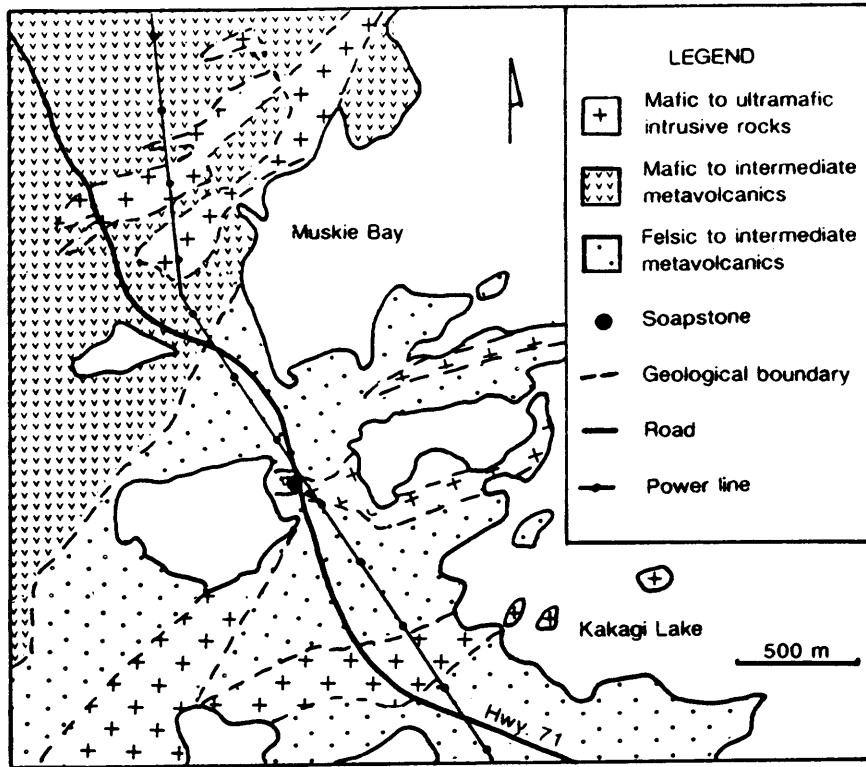 LEGEND
Mafic to ultramafic
intrusive rocks
Mafic to intermediate
metavolcanics
Felsic to intermediate
metavolcanics
Soapstone
Geological boundary
Road
Power line
Muskie Bay
Kakagi Lake
500 m
Hwy. 71